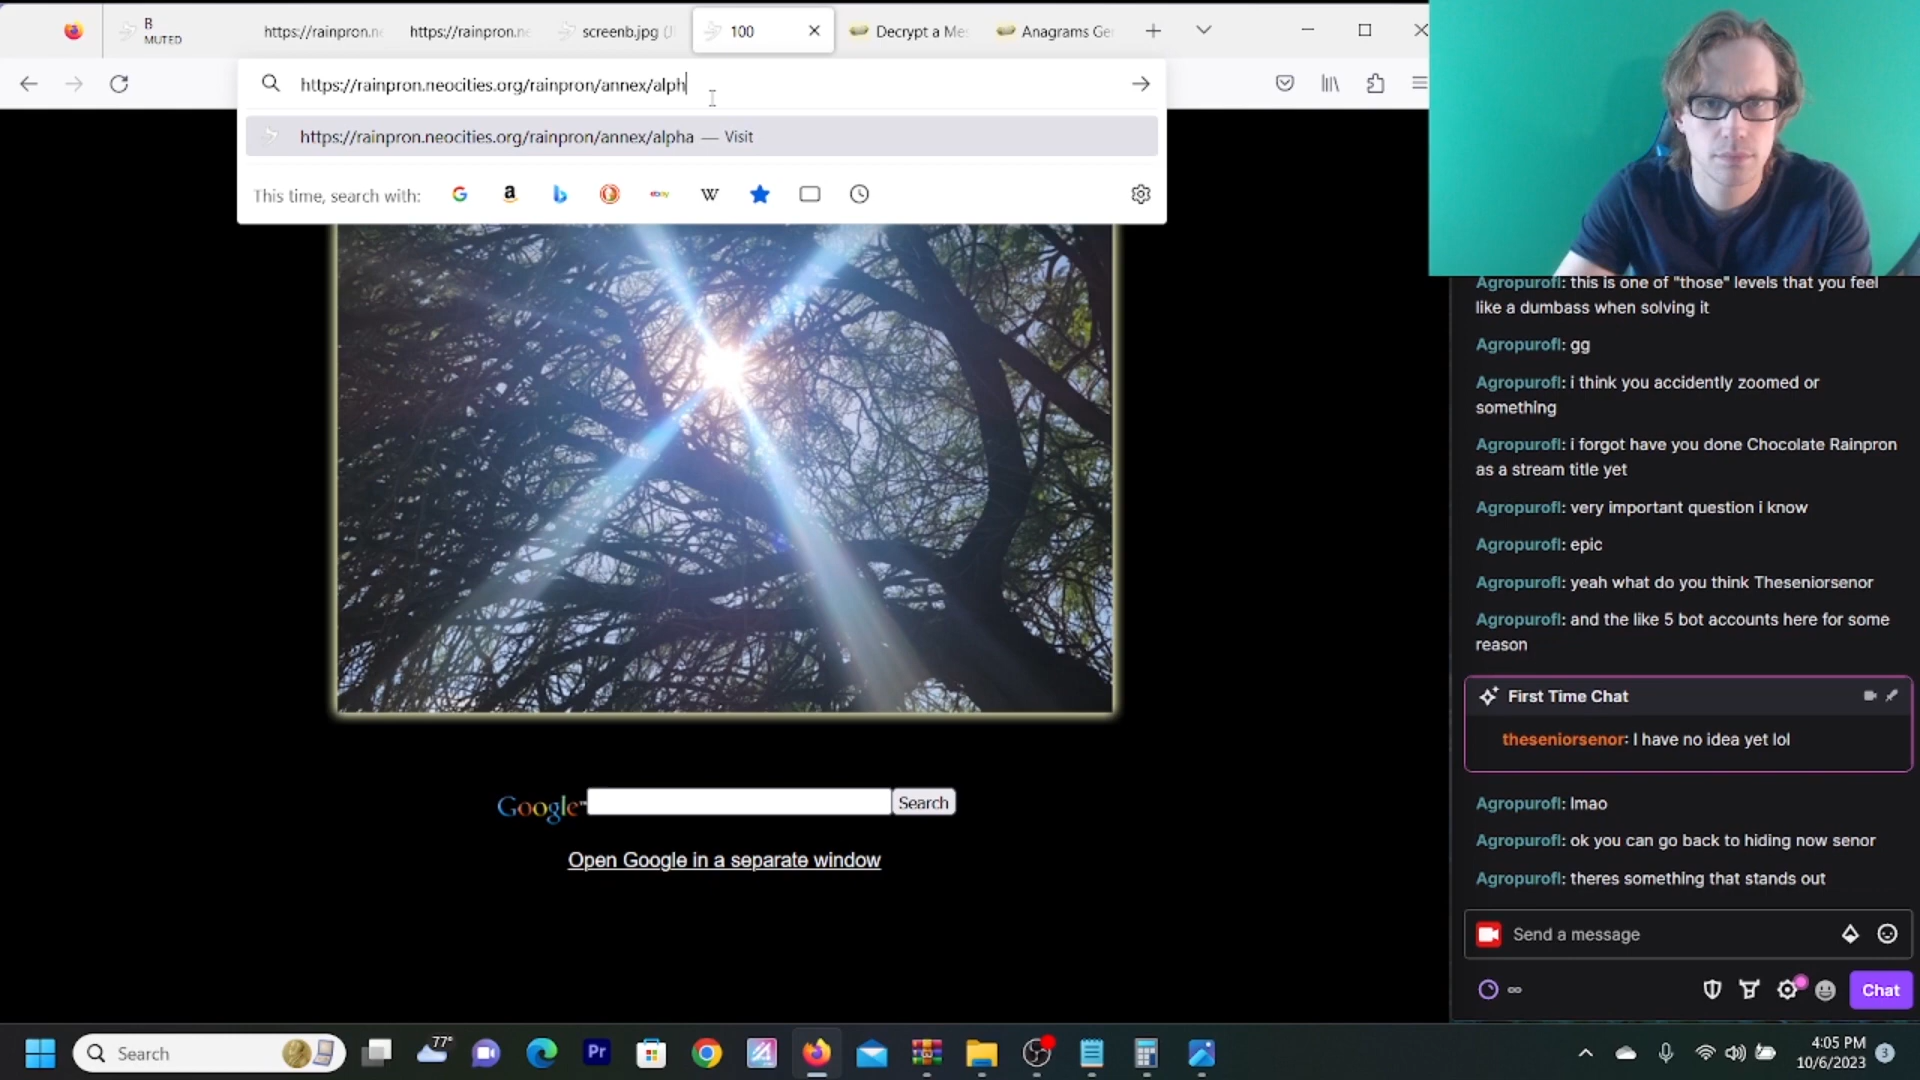 B
MUTED
https://rainpron.ne
https://rainpron.ne
screenb.jpg (J
100
Decrypt a Me
Anagrams Ge
https://rainpron.neocities.org/rainpron/annex/alph
https://rainpron.neocities.org/rainpron/annex/alpha — Visit
This time, search with:
G
a
b
ebay
W
Google™
Search
Open Google in a separate window
Agropurofl: this is one of "those" levels that you feel
like a dumbass when solving it
Agropurofl: gg
Agropurofl: i think you accidently zoomed or
something
Agropurofl: i forgot have you done Chocolate Rainpron
as a stream title yet
Agropurofl: very important question i know
Agropurofl: epic
Agropurofl: yeah what do you think Theseniorsenor
Agropurofl: and the like 5 bot accounts here for some
reason
First Time Chat
theseniorsenor: I have no idea yet lol
Agropurofl: lmao
Agropurofl: ok you can go back to hiding now senor
Agropurofl: theres something that stands out
Send a message
∞
Chat
Search
77°
Pr
4:05 PM
10/6/2023
3